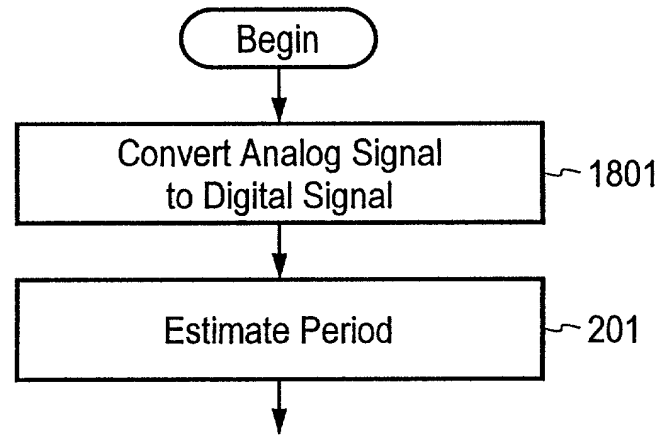 Begin
Convert Analog Signal
to Digital Signal
1801
Estimate Period
201